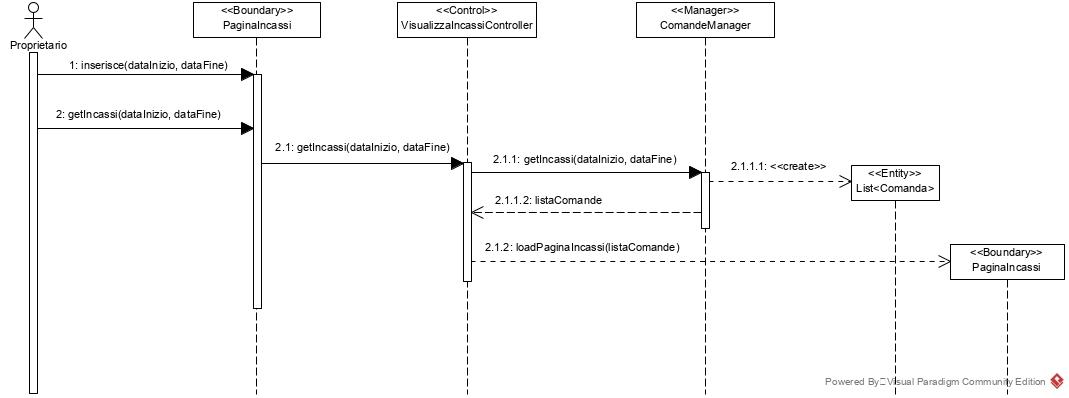 Proprietario
<<Boundary>>
PaginaIncassi
<<Control>>
VisualizzaIncassiController
<<Manager>>
ComandeManager
1: inserisce(dataInizio, dataFine)
2: getIncassi(dataInizio, dataFine)
2.1: getIncassi(dataInizio, dataFine)
2.1.1: getIncassi(dataInizio, dataFine)
2.1.1.1: <<create>>
<<Entity>>
List<Comanda>
2.1.1.2: listaComande
2.1.2: loadPaginaIncassi(listaComande)
<<Boundary>>
PaginaIncassi
Powered By Visual Paradigm Community Edition